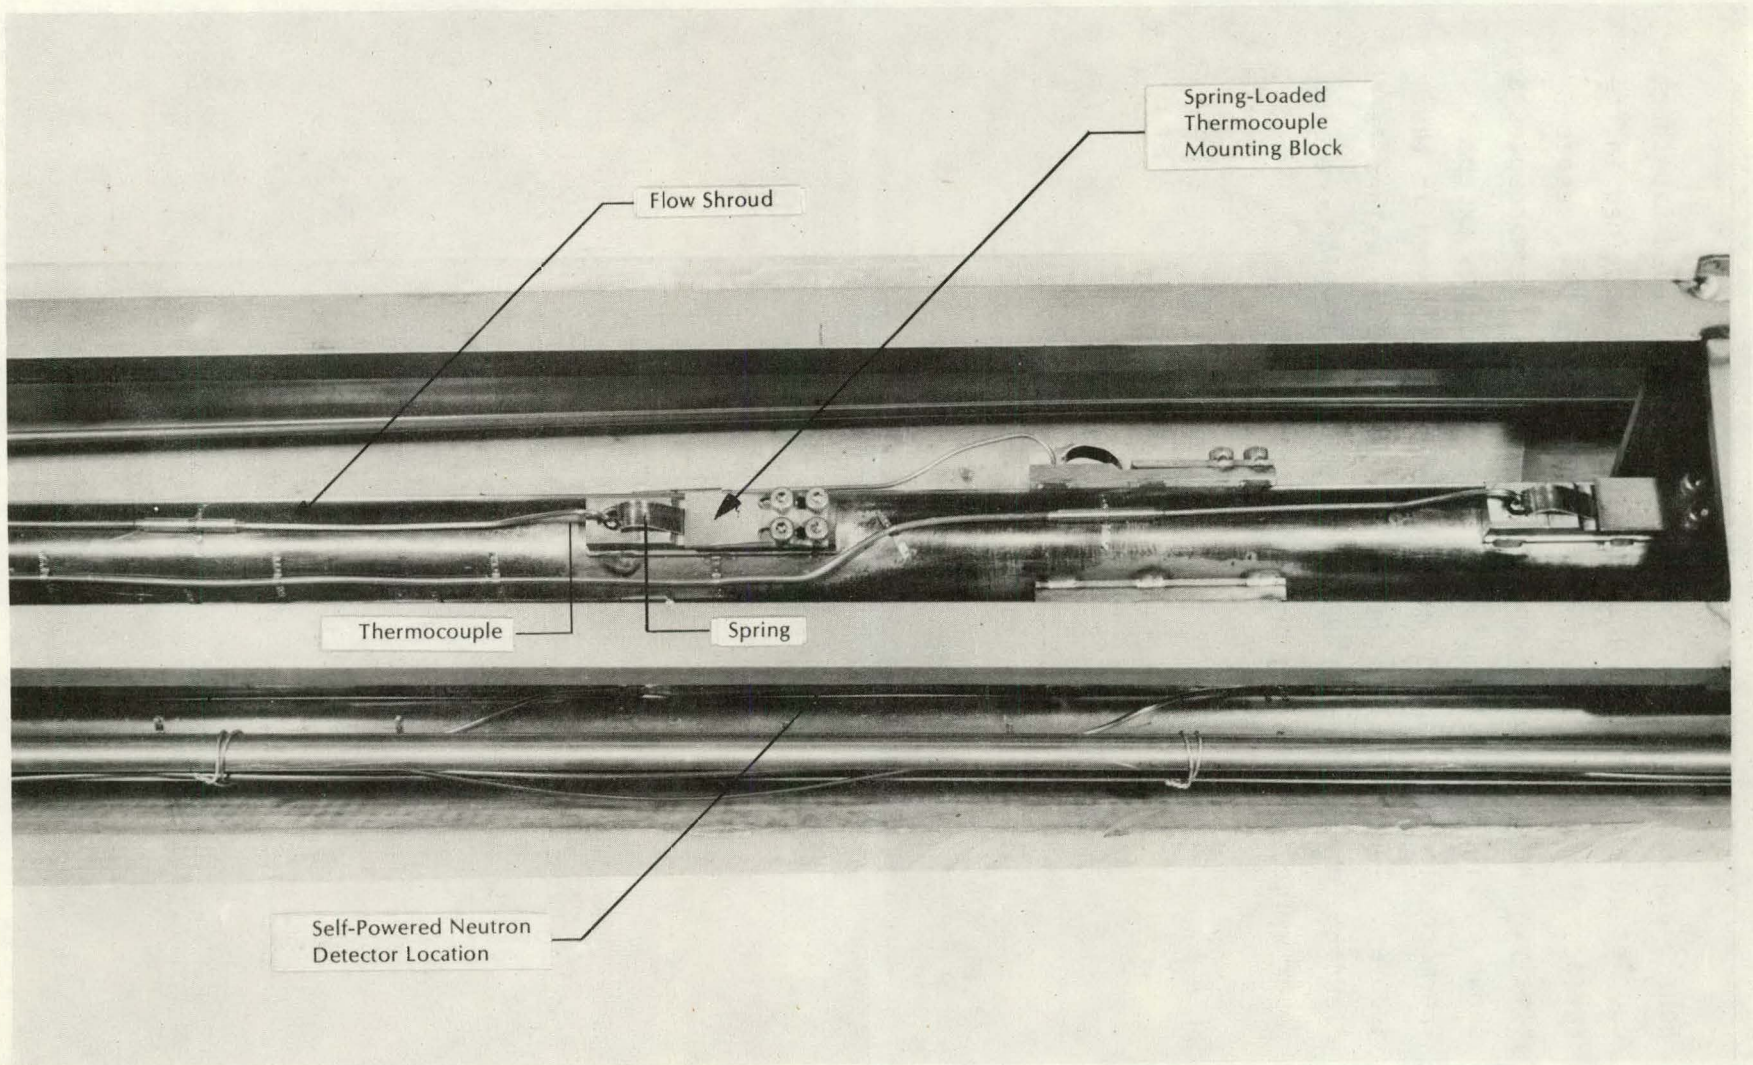 Spring-Loaded
Thermocouple
Mounting Block
Flow Shroud
Thermocouple
Spring
Self-Powered Neutron
Detector Location